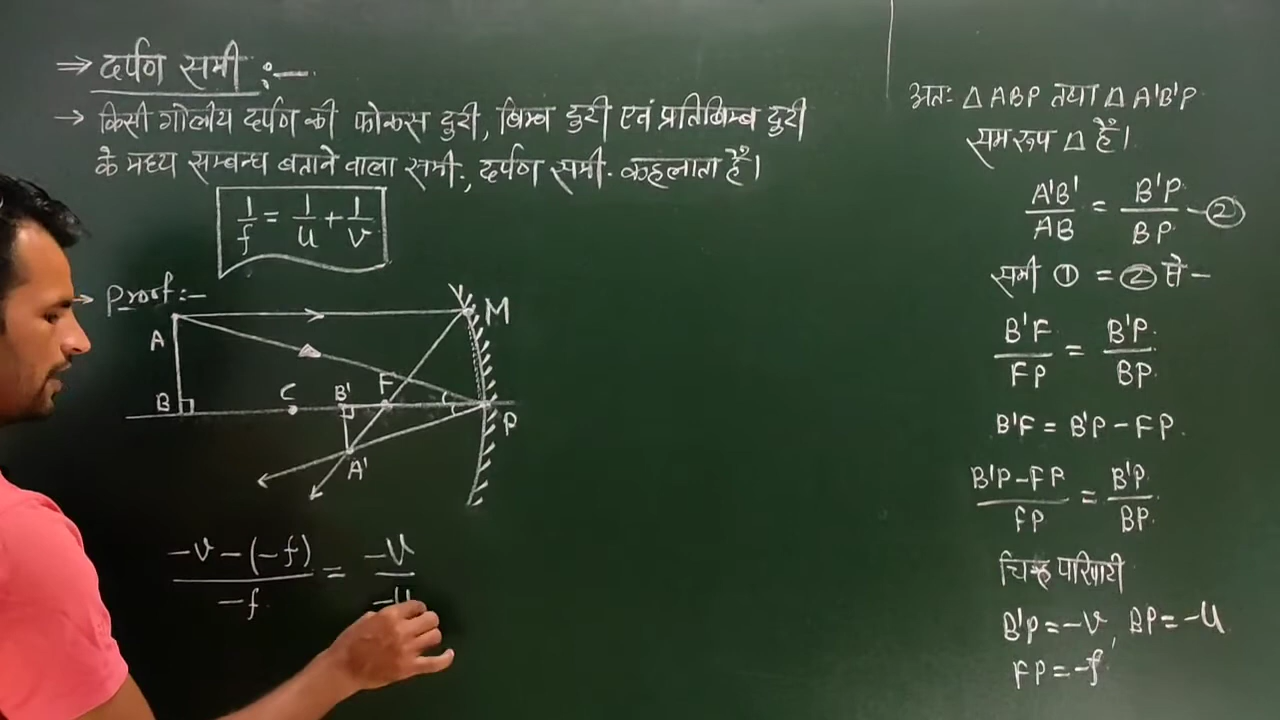 ⇒ दर्पण समी :—
→ किसी गोलीय दर्पण की फोकस दुरी, बिम्ब दुरी एवं प्रतिबिम्ब दुरी
के मध्य सम्बन्ध बताने वाला समी., दर्पण समी. कहलाता हैं।
1/f = 1/u + 1/v
→ Proof:-
M
A
B C B' F P
A'
-v-(-f)/-f = -v/-u
अतः Δ ABP तथा Δ A'B'P
समरूप Δ हैं।
A'B'/AB = B'P/BP -②
समी ① = ② से -
B'F/FP = B'P/BP
B'F = B'P - FP
B'P-FP/FP = B'P/BP
चिन्ह परिपाटी
B'P = -v, BP = -u
FP = -f